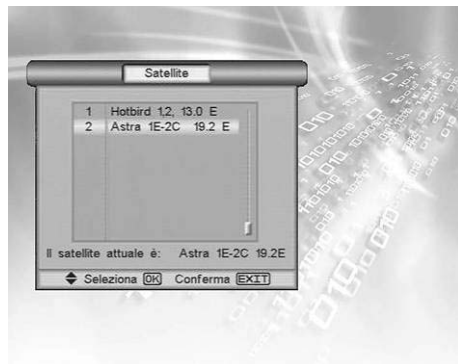 Satellite
1 Hotbird 1,2, 13.0 E
2 Astra 1E-2C 19.2 E
Il satellite attuale è: Astra 1E-2C 19.2E
Seleziona OK Conferma EXIT